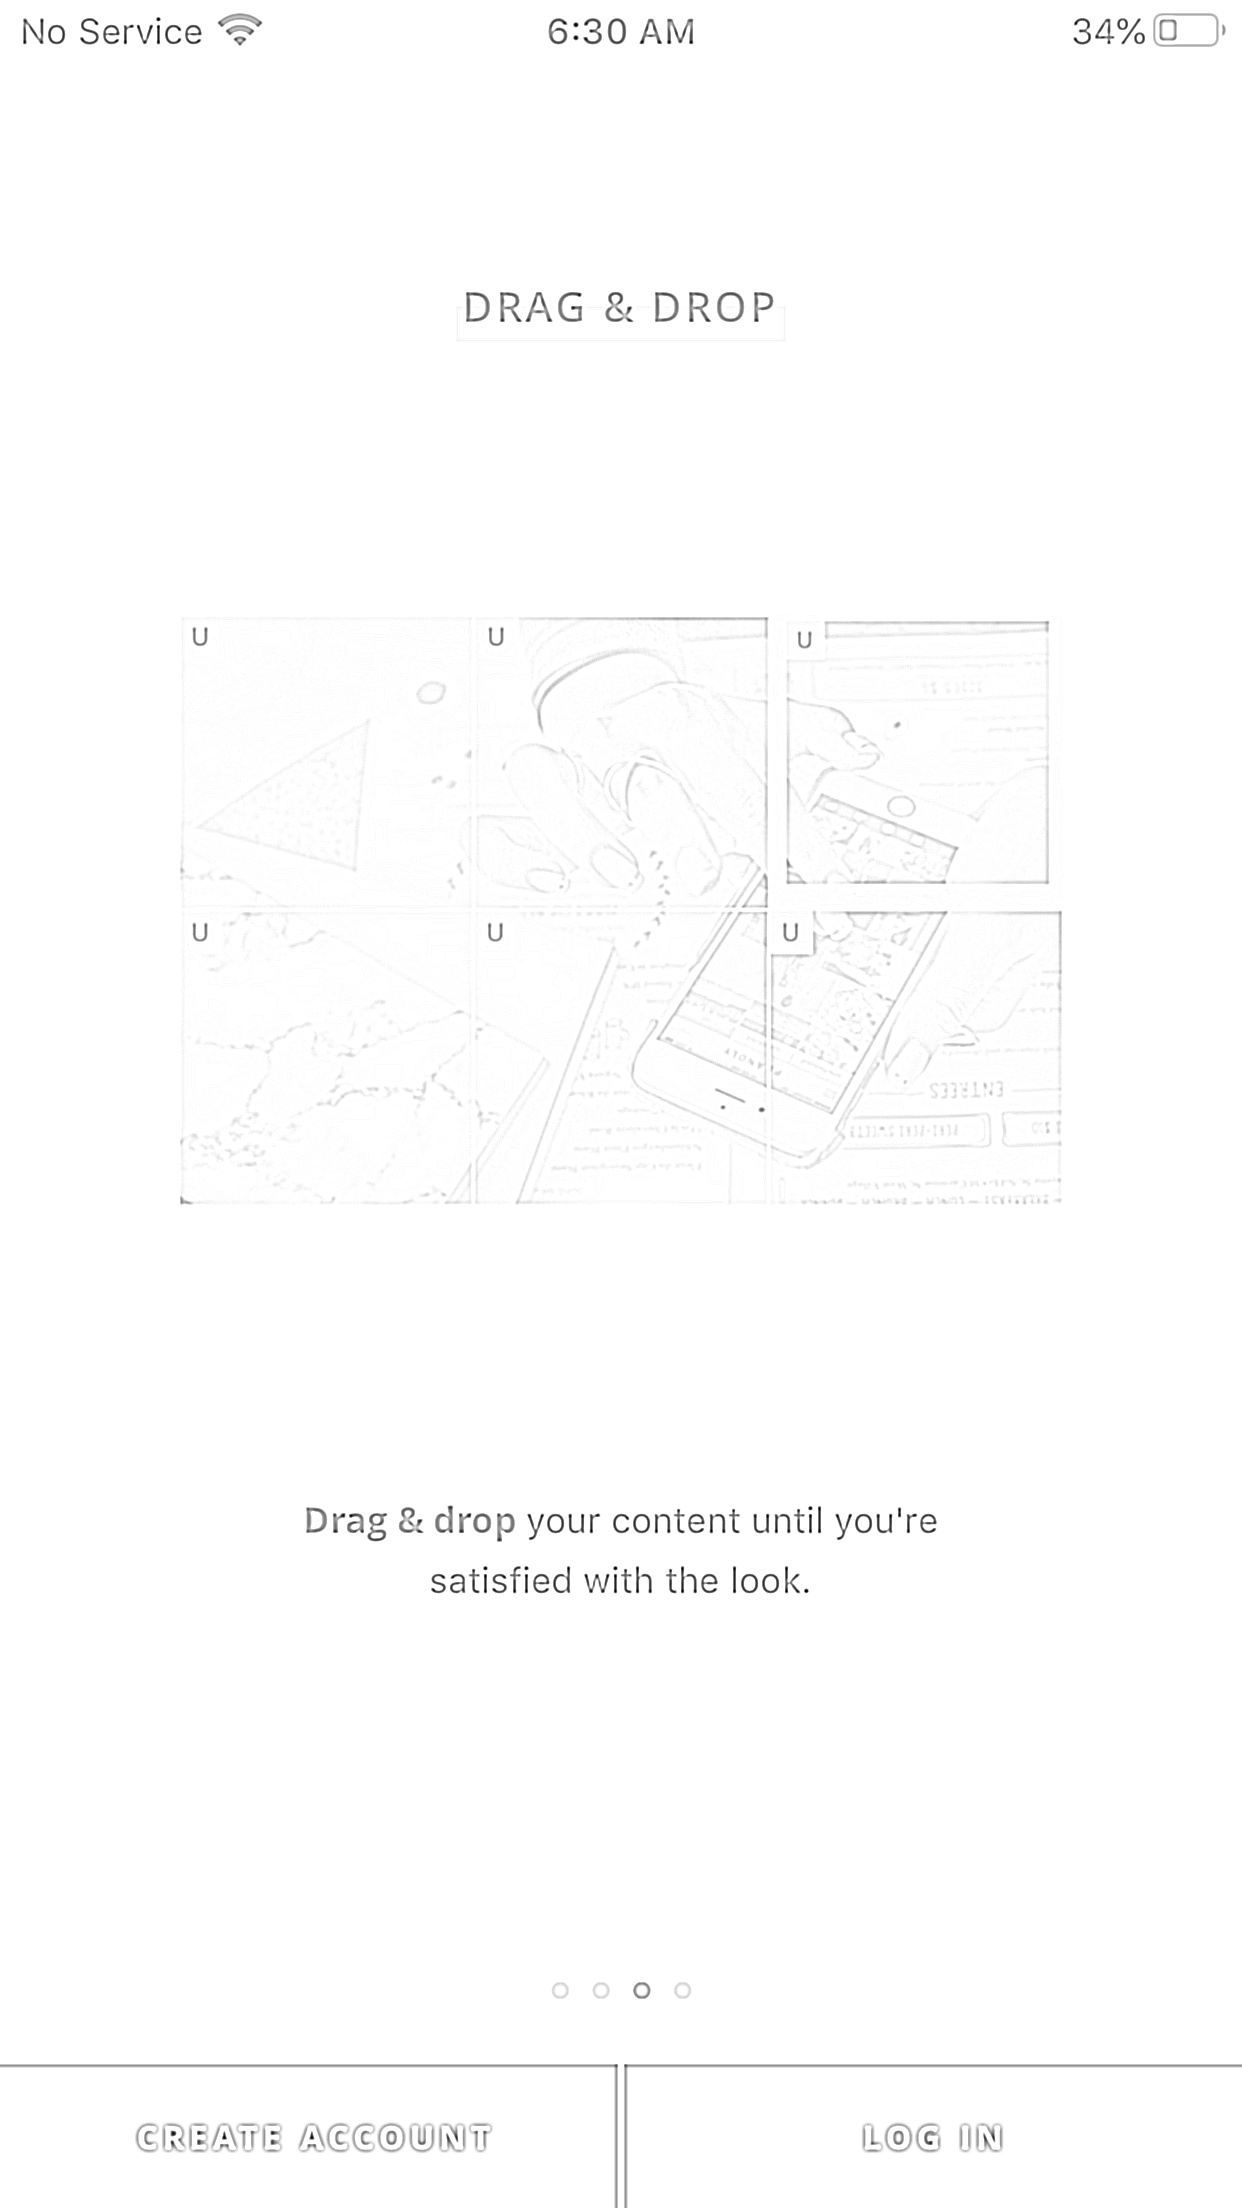 No Service 6:30 AM 34%
DRAG & DROP
U U U
U U U
ENTREES
Drag & drop your content until you're
satisfied with the look.
CREATE ACCOUNT LOG IN